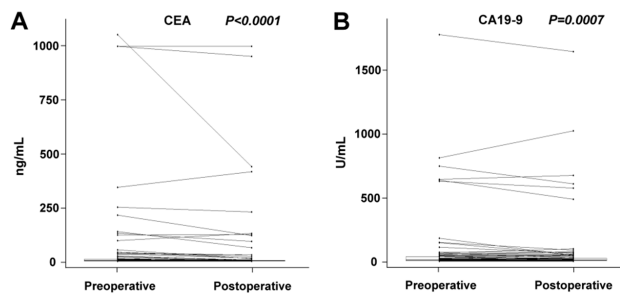 A
CEA P<0.0001
1000
750
500
250
0
ng/mL
Preoperative Postoperative
B
CA19-9 P=0.0007
1500
1000
500
0
U/mL
Preoperative Postoperative